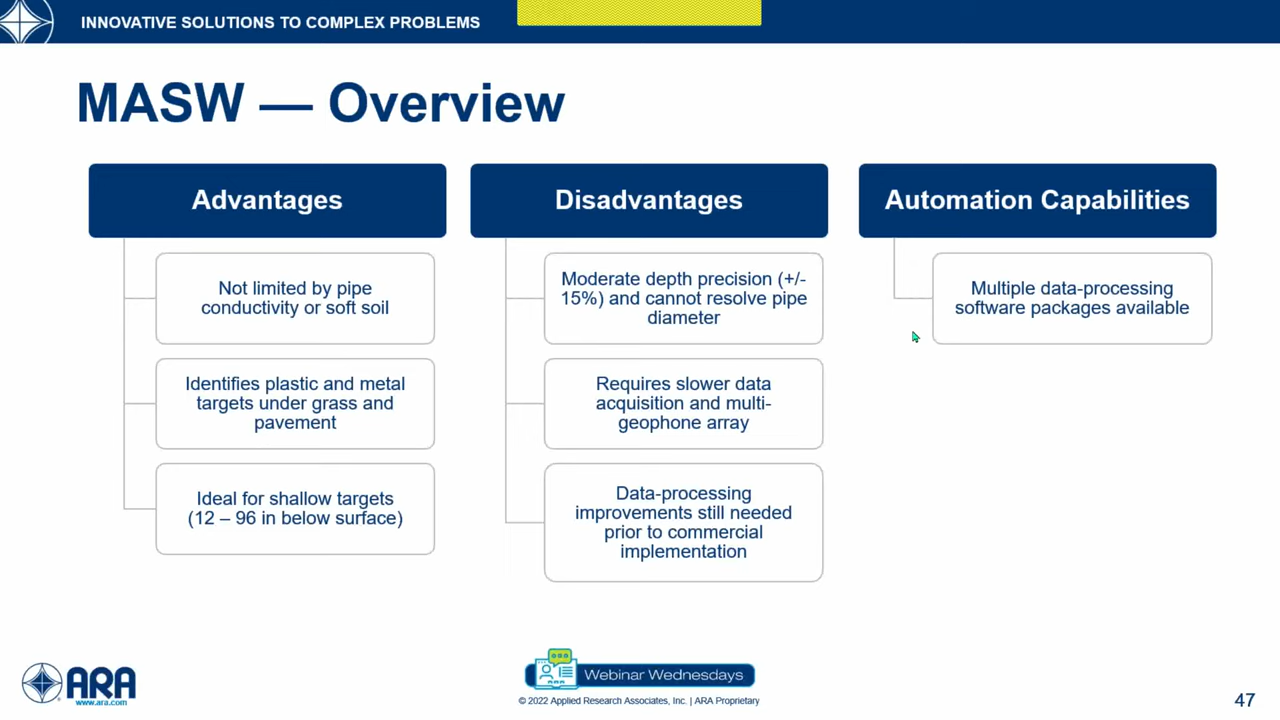 INNOVATIVE SOLUTIONS TO COMPLEX PROBLEMS
MASW — Overview
Advantages
Not limited by pipe
conductivity or soft soil
Identifies plastic and metal
targets under grass and
pavement
Ideal for shallow targets
(12 – 96 in below surface)
Disadvantages
Moderate depth precision (+/-
15%) and cannot resolve pipe
diameter
Requires slower data
acquisition and multi-
geophone array
Data-processing
improvements still needed
prior to commercial
implementation
Automation Capabilities
Multiple data-processing
software packages available
ARA
www.ara.com
Webinar Wednesdays
© 2022 Applied Research Associates, Inc. | ARA Proprietary
47